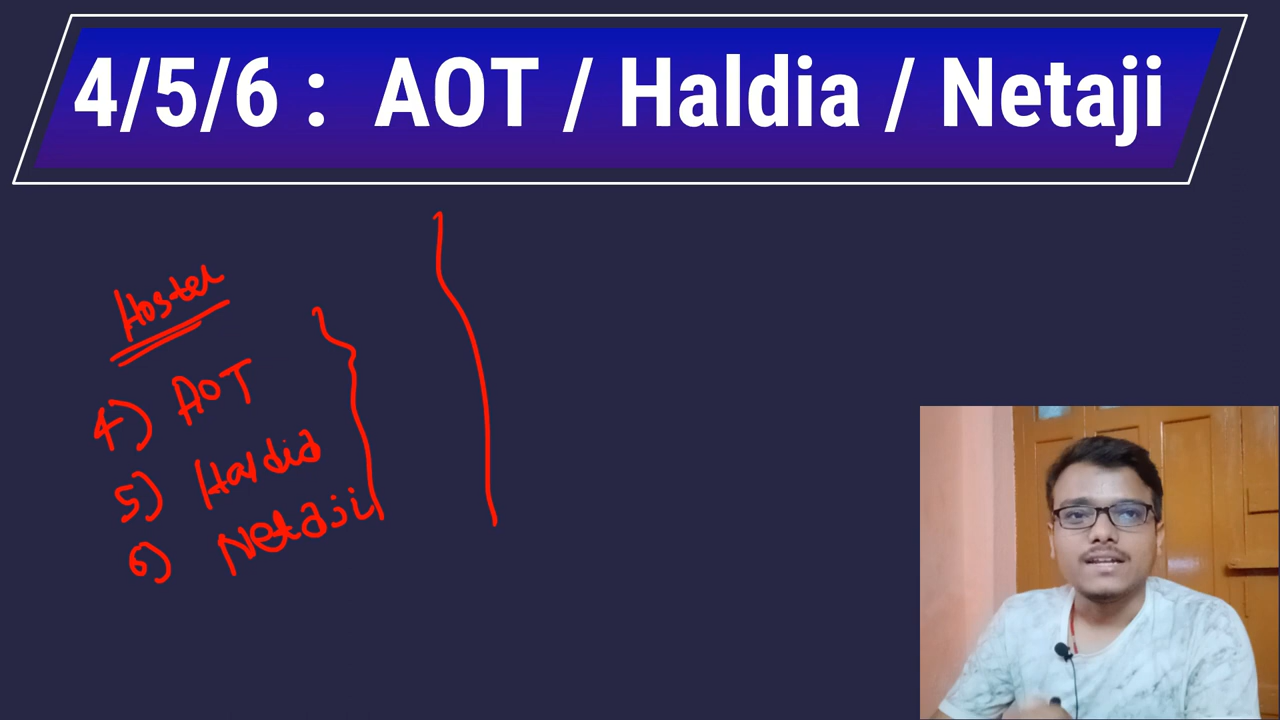 4/5/6 : AOT / Haldia / Netaji
Hostel
4) AOT
5) Haldia
6) Netaji